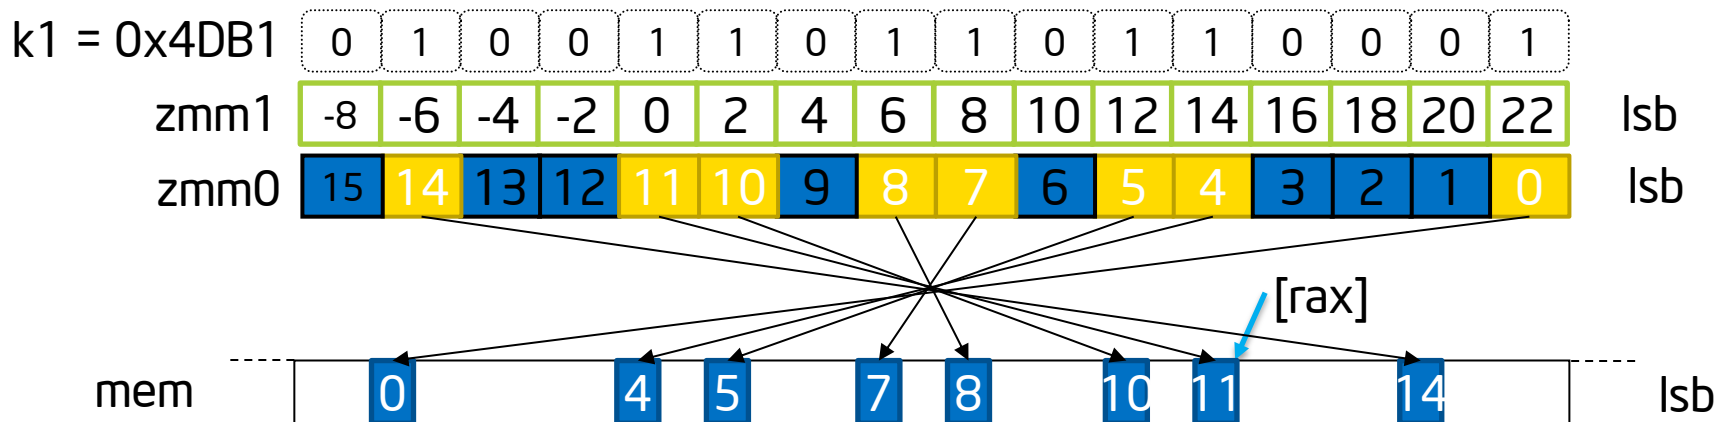 k1 = 0x4DB1 0 1 0 0 1 1 0 1 1 0 1 1 0 0 0 1
zmm1 -8 -6 -4 -2 0 2 4 6 8 10 12 14 16 18 20 22 lsb
zmm0 15 14 13 12 11 10 9 8 7 6 5 4 3 2 1 0 lsb
[rax]
mem 0 4 5 7 8 10 11 14 lsb